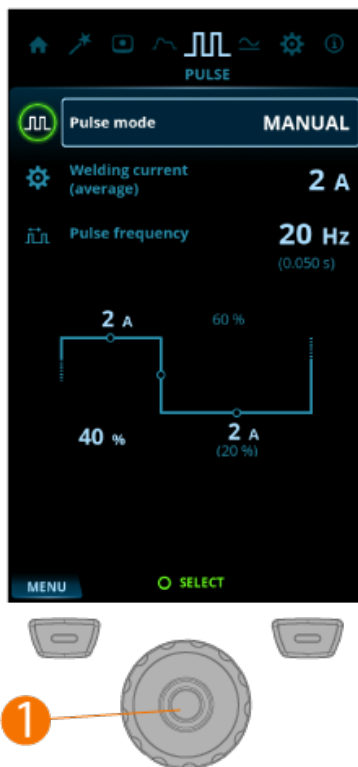 PULSE
Pulse mode MANUAL
Welding current
(average)
2 A
Pulse frequency 20 Hz
(0.050 s)
2 A 60 %
40 % 2 A
(20 %)
MENU SELECT
1